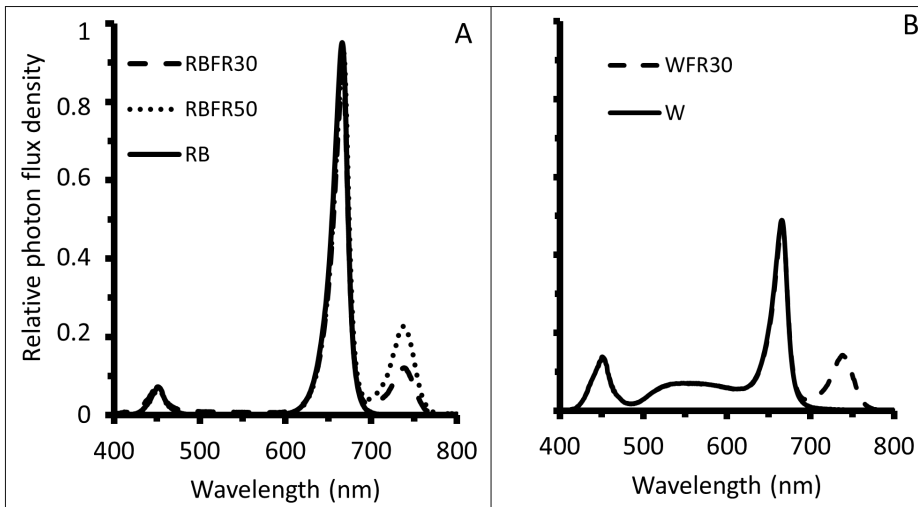 A
Relative photon flux density
1
0.8
0.6
0.4
0.2
0
RBFR30
RBFR50
RB
400 500 600 700 800
Wavelength (nm)
B
WFR30
W
400 500 600 700 800
Wavelength (nm)